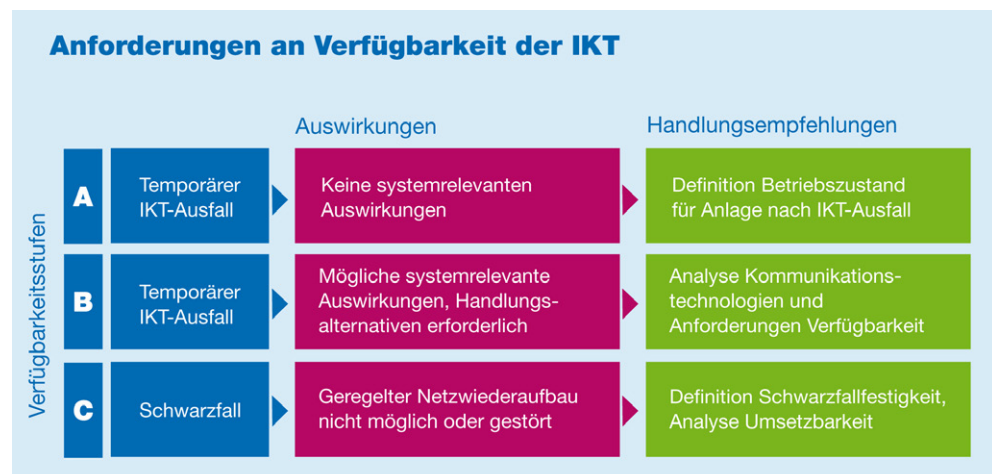 Anforderungen an Verfügbarkeit der IKT
Auswirkungen
Handlungsempfehlungen
Verfügbarkeitsstufen
A
Temporärer
IKT-Ausfall
Keine systemrelevanten
Auswirkungen
Definition Betriebszustand
für Anlage nach IKT-Ausfall
B
Temporärer
IKT-Ausfall
Mögliche systemrelevante
Auswirkungen, Handlungs-
alternativen erforderlich
Analyse Kommunikations-
technologien und
Anforderungen Verfügbarkeit
C
Schwarzfall
Geregelter Netzwiederaufbau
nicht möglich oder gestört
Definition Schwarzfallfestigkeit,
Analyse Umsetzbarkeit